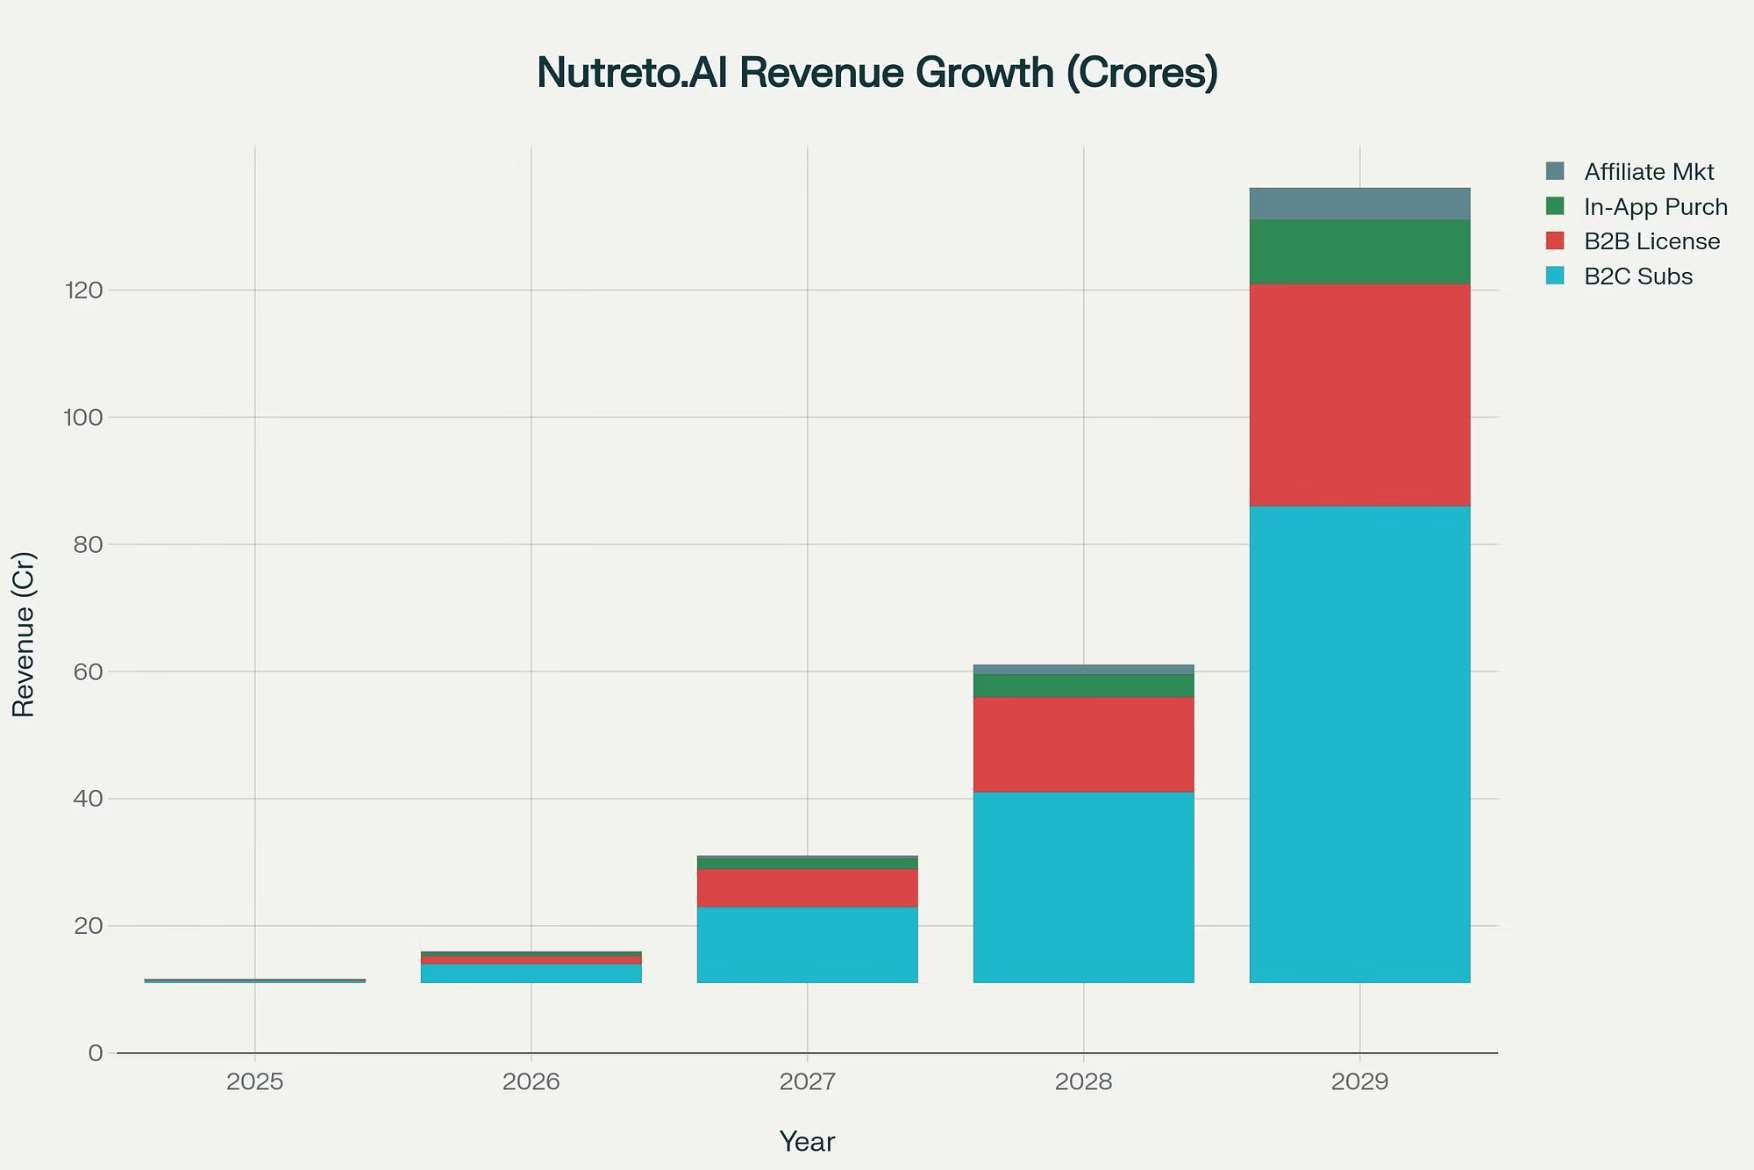 Nutreto.AI Revenue Growth (Crores)
Affiliate Mkt
In-App Purch
B2B License
B2C Subs
Revenue (Cr)
120
100
80
60
40
20
0
2025
2026
2027
2028
2029
Year